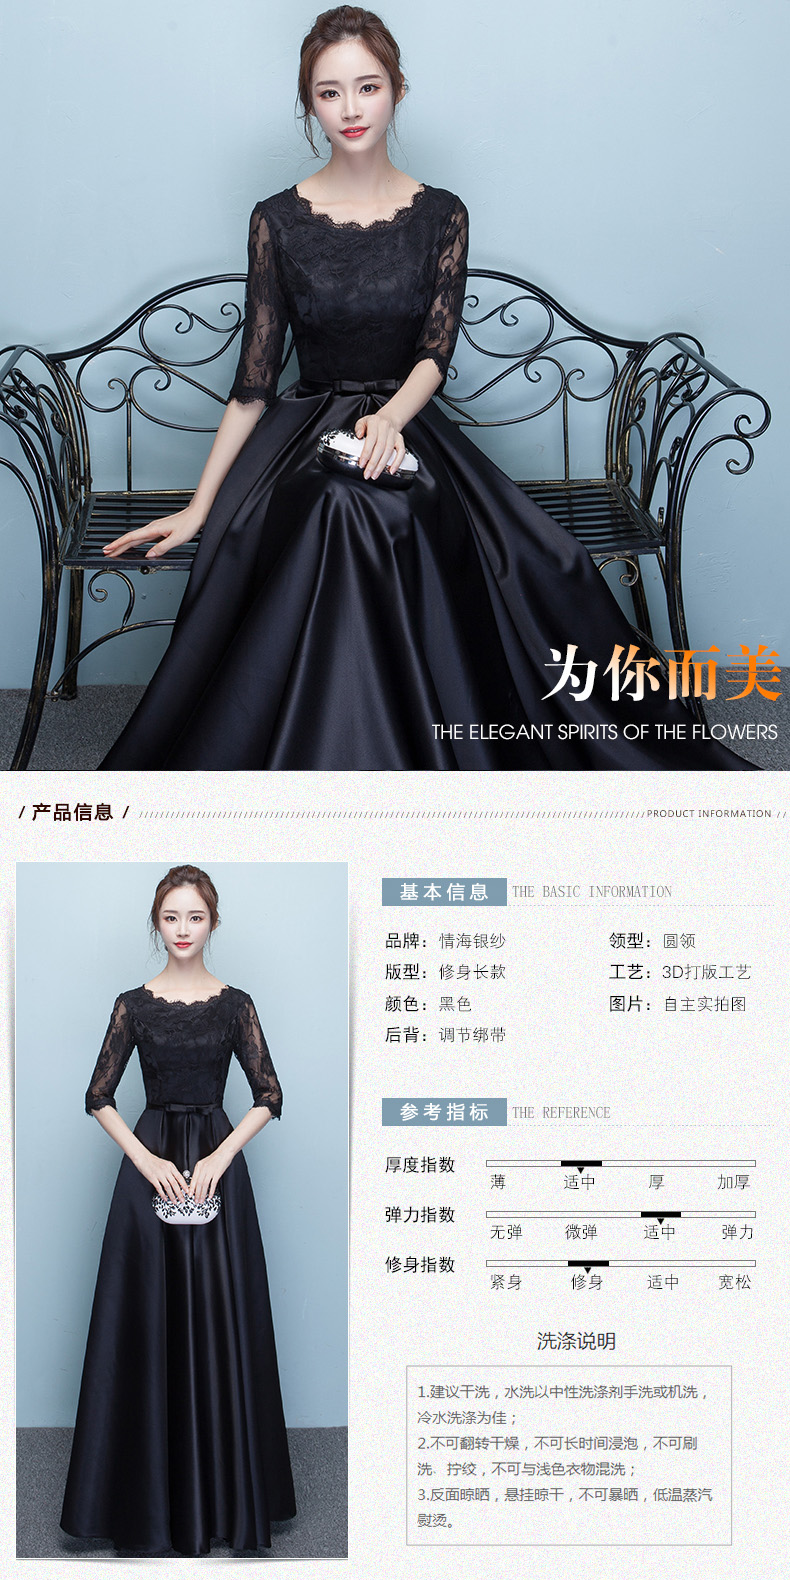 为你而美
THE ELEGANT SPIRITS OF THE FLOWERS
/ 产品信息 /
PRODUCT INFORMATION
基本信息 THE BASIC INFORMATION
品牌：情海银纱 领型：圆领
版型：修身长款 工艺：3D打版工艺
颜色：黑色 图片：自主实拍图
后背：调节绑带
参考指标 THE REFERENCE
厚度指数
薄 适中 厚 加厚
弹力指数
无弹 微弹 适中 弹力
修身指数
紧身 修身 适中 宽松
洗涤说明
1.建议干洗，水洗以中性洗涤剂手洗或机洗，
冷水洗涤为佳；
2.不可翻转干燥，不可长时间浸泡，不可刷
洗、拧绞，不可与浅色衣物混洗；
3.反面晾晒，悬挂晾干，不可暴晒，低温蒸汽
熨烫。